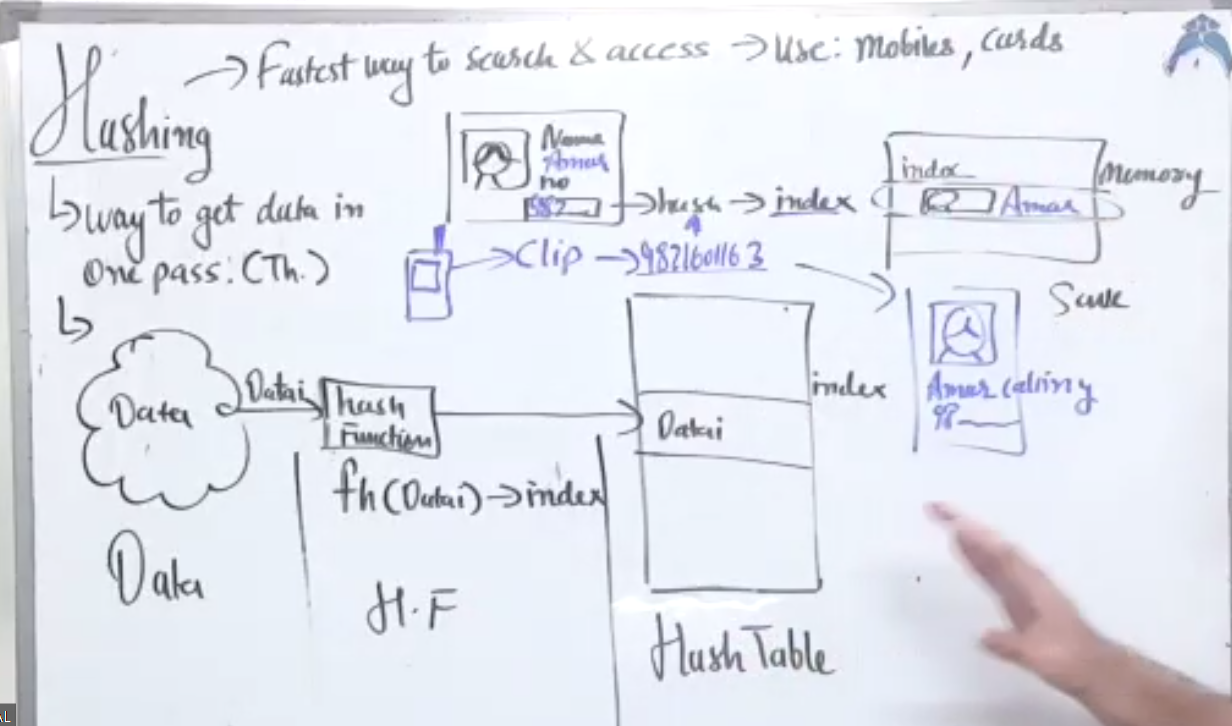 Hashing
→ Fastest way to search & access → Use: Mobiles, Cards
↳ way to get data in
One pass: (Th.)
Name
Amar
no
982
→ hash → index
→ Clip → 9821601163
index
Amar
Memory
Save
Amar calling
98
Data
Datai
hash
Function
Datai
index
fh (Datai) → index
Data
H.F
Hash Table